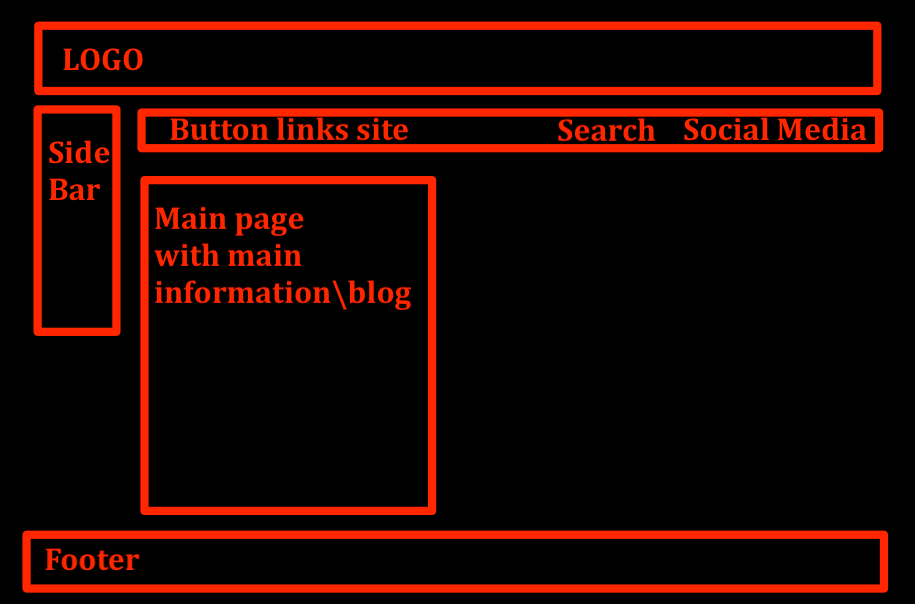 LOGO
Button links site Search Social Media
Side
Bar
Main page
with main
information\blog
Footer